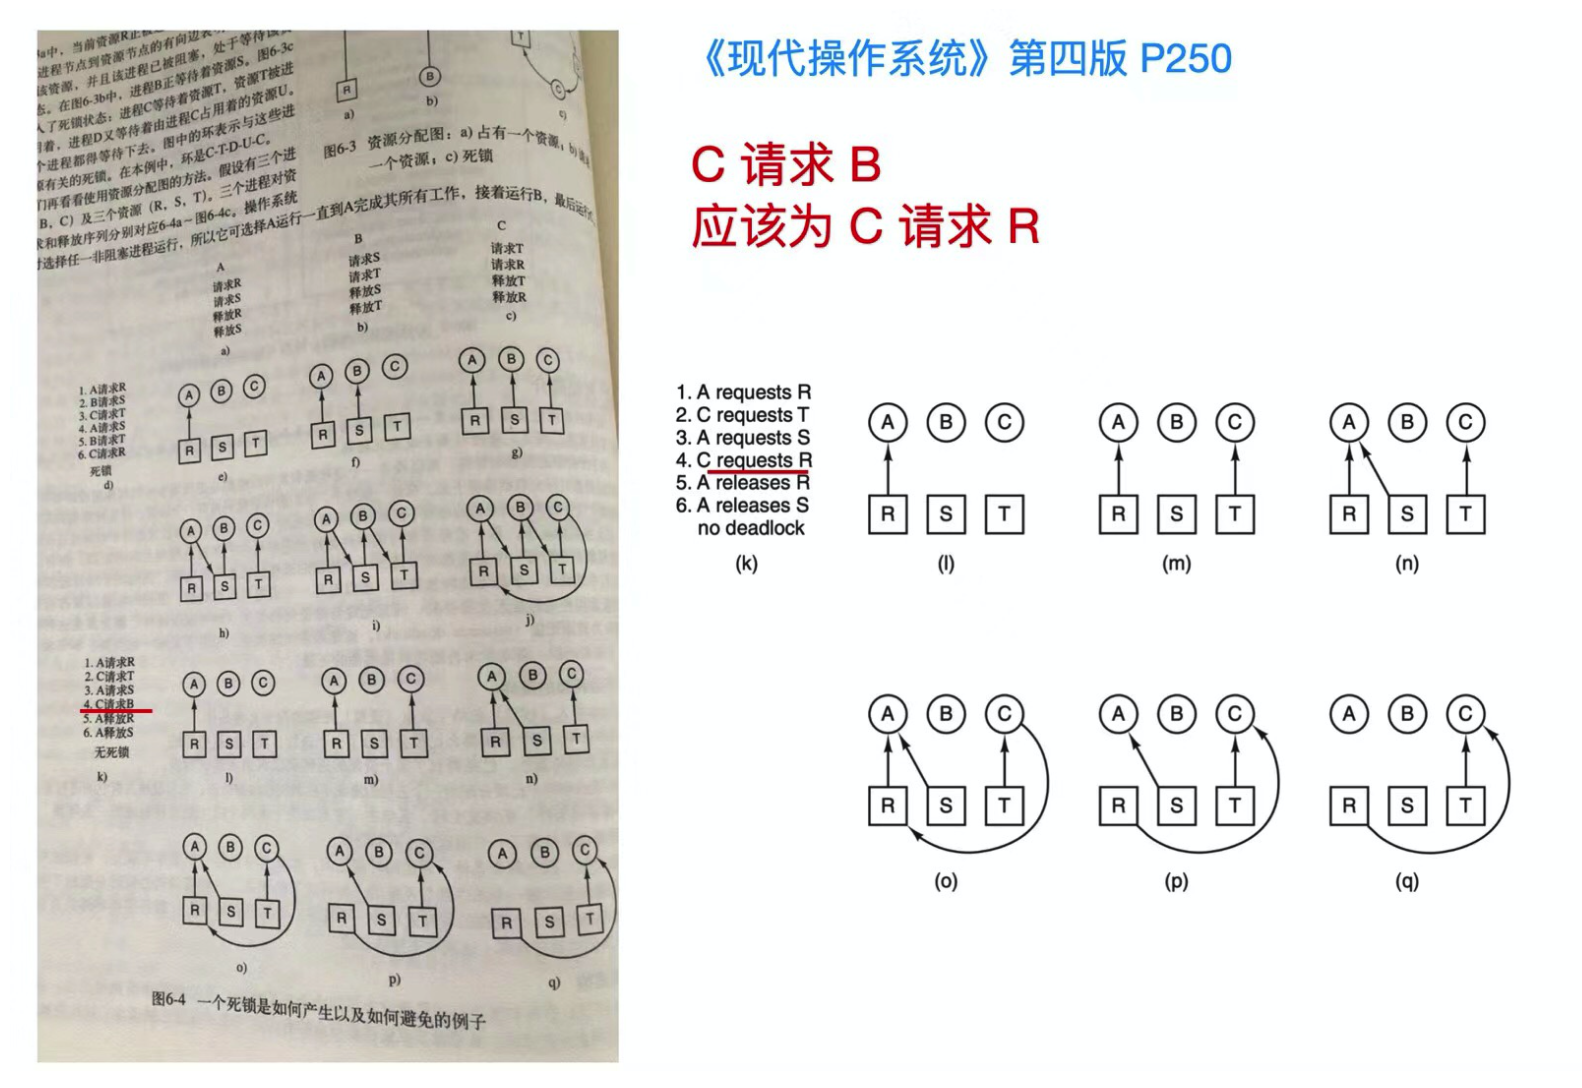 《现代操作系统》第四版 P250
C 请求 B
应该为 C 请求 R
进程节点到资源节点的有向边表
该资源，并且该进程已被阻塞，处于等待该
态。在图6-3b中，进程B正等待着资源S。图6-3c
入了死锁状态：进程C等待着资源T，资源T被进
着，进程D又等待着由进程C占用着的资源U。
个进程都得等待下去。图中的环表示与这些进
有关的死锁。在本例中，环是C-T-D-U-C。
们再看看使用资源分配图的方法。假设有三个进
B，C）及三个资源（R，S，T）。三个进程对资
求和释放序列分别对应6-4a～图6-4c。操作系统
选择任一非阻塞进程运行，所以它可选择A运行一直到A完成其所有工作，接着运行B，最后运行
R
B
T
C
a)
b)
c)
图6-3 资源分配图：a) 占有一个资源；b)
一个资源；c) 死锁
A
请求R
请求S
释放R
释放S
a)
B
请求S
请求T
释放S
释放T
b)
C
请求T
请求R
释放T
释放R
c)
1. A请求R
2. B请求S
3. C请求T
4. A请求S
5. B请求T
6. C请求R
死锁
d)
A B C
R S T
e)
A B C
R S T
f)
A B C
R S T
g)
A B C
R S T
h)
A B C
R S T
i)
A B C
R S T
j)
1. A请求R
2. C请求T
3. A请求S
4. C请求B
5. A释放R
6. A释放S
无死锁
k)
A B C
R S T
l)
A B C
R S T
m)
A B C
R S T
n)
A B C
R S T
o)
A B C
R S T
p)
A B C
R S T
q)
图6-4 一个死锁是如何产生以及如何避免的例子
1. A requests R
2. C requests T
3. A requests S
4. C requests R
5. A releases R
6. A releases S
no deadlock
(k)
A B C
R S T
(l)
A B C
R S T
(m)
A B C
R S T
(n)
A B C
R S T
(o)
A B C
R S T
(p)
A B C
R S T
(q)